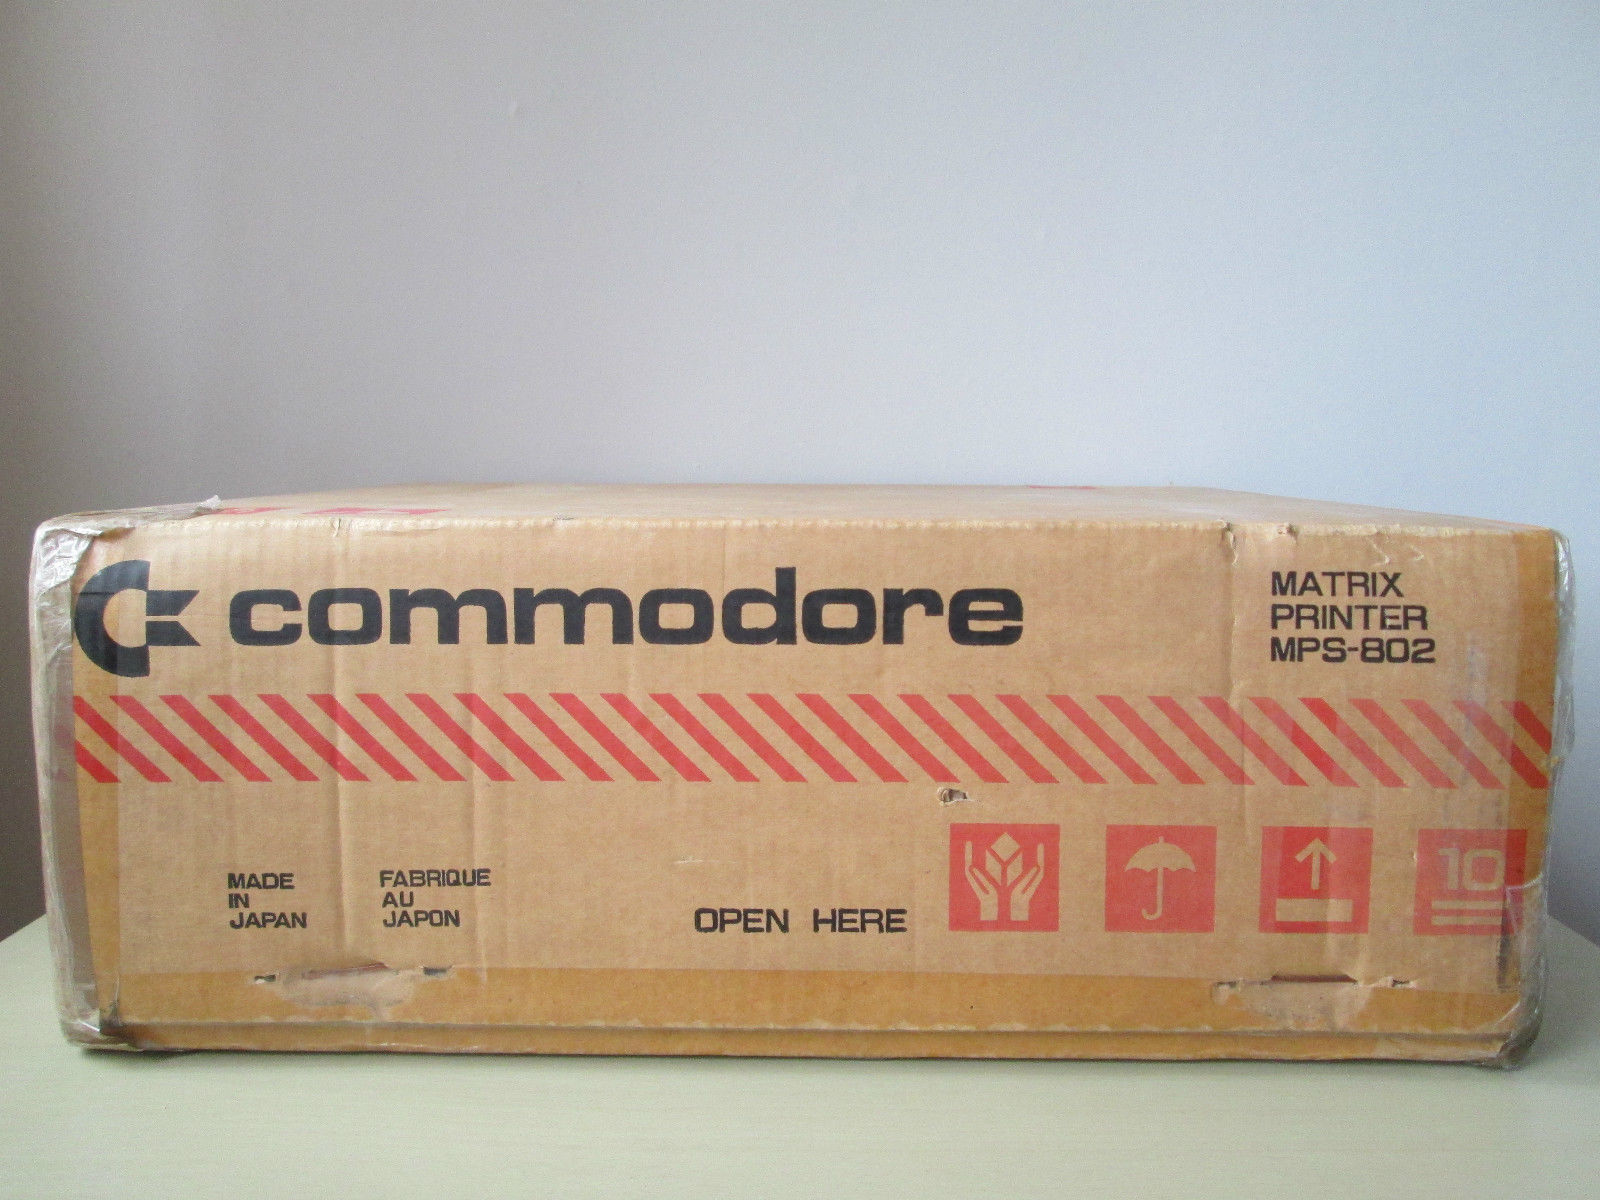 commodore
MATRIX
PRINTER
MPS-802
MADE
IN
JAPAN
FABRIQUE
AU
JAPON
OPEN HERE
10